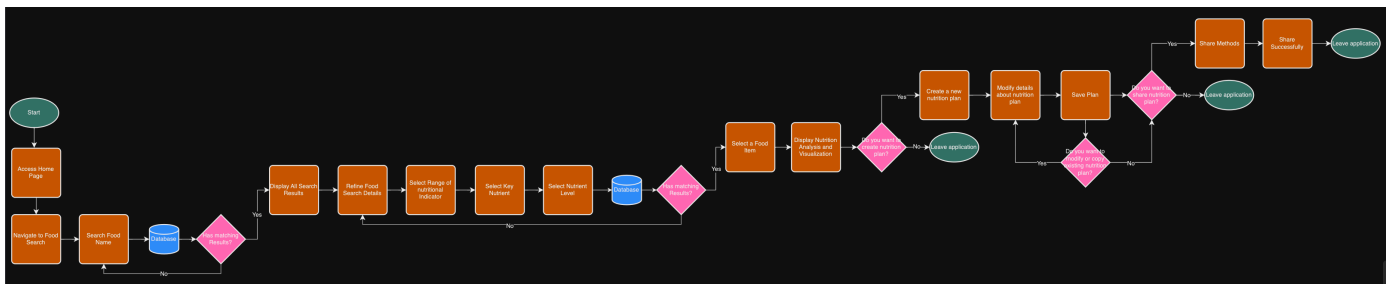 Start
Access Home
Page
Navigate to Food
Search
Search Food
Name
Database
Has matching
Results?
No
Yes
Display All Search
Results
Refine Food
Search Details
Select Range of
nutritional
Indicator
Select Key
Nutrient
Select Nutrient
Level
Database
Has matching
Results?
No
Yes
Select a Food
Item
Display Nutrition
Analysis and
Visualization
Do you want to
create nutrition
plan?
No
Leave application
Yes
Create a new
nutrition plan
Modify details
about nutrition
plan
Save Plan
Do you want to
modify or copy
existing nutrition
plan?
Yes
No
Do you want to
share nutrition
plan?
No
Leave application
Yes
Share Methods
Share
Successfully
Leave application